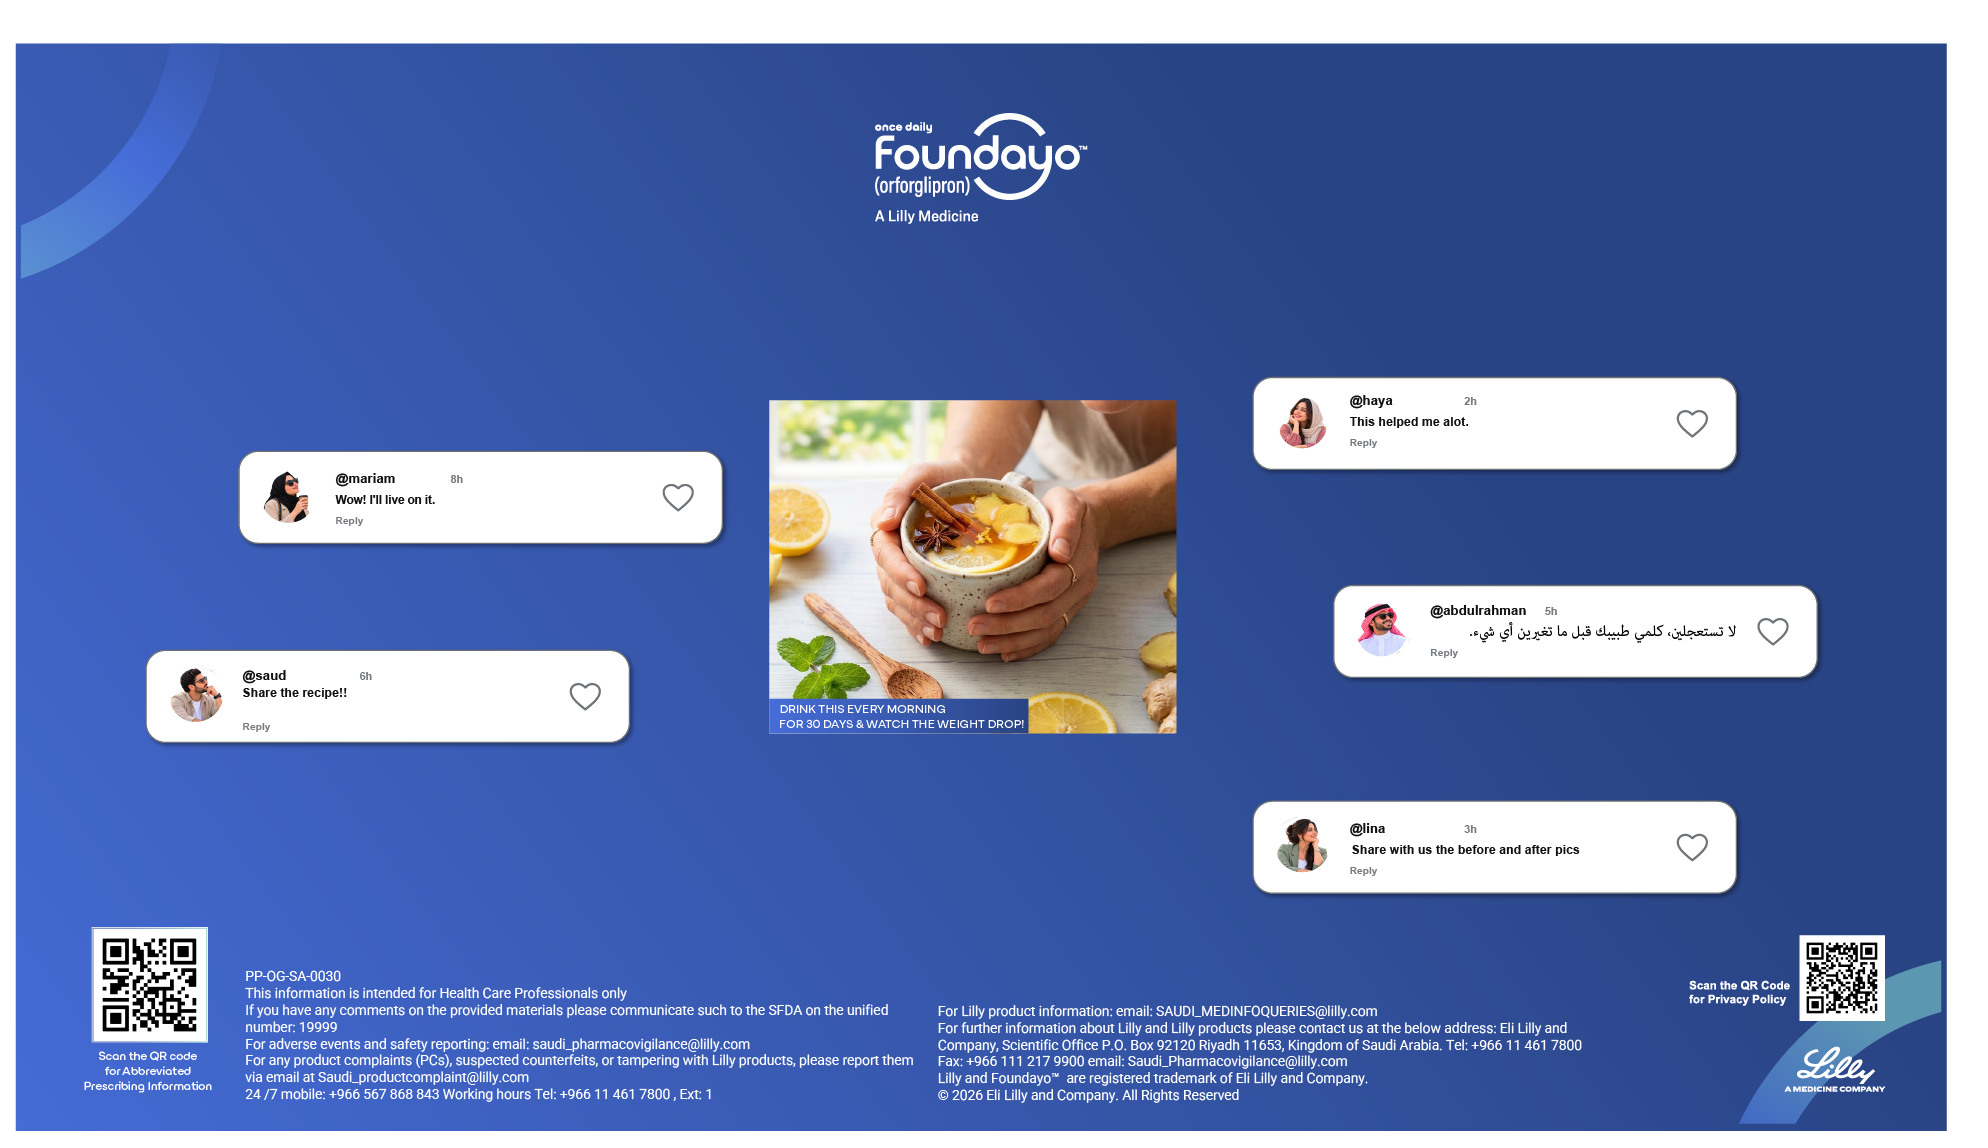 once daily
Foundayo™
(orforglipron)
A Lilly Medicine
@haya 2h
This helped me alot.
Reply
@mariam 8h
Wow! I'll live on it.
Reply
@abdulrahman 5h
لا تستعجلين، كلمي طبيبك قبل ما تغيرين أي شيء.
Reply
@saud 6h
Share the recipe!!
Reply
DRINK THIS EVERY MORNING
FOR 30 DAYS & WATCH THE WEIGHT DROP!
@lina 3h
Share with us the before and after pics
Reply
Scan the QR code
for Abbreviated
Prescribing Information
PP-OG-SA-0030
This information is intended for Health Care Professionals only
If you have any comments on the provided materials please communicate such to the SFDA on the unified
number: 19999
For adverse events and safety reporting: email: saudi_pharmacovigilance@lilly.com
For any product complaints (PCs), suspected counterfeits, or tampering with Lilly products, please report them
via email at Saudi_productcomplaint@lilly.com
24 /7 mobile: +966 567 868 843 Working hours Tel: +966 11 461 7800 , Ext: 1
For Lilly product information: email: SAUDI_MEDINFOQUERIES@lilly.com
For further information about Lilly and Lilly products please contact us at the below address: Eli Lilly and
Company, Scientific Office P.O. Box 92120 Riyadh 11653, Kingdom of Saudi Arabia. Tel: +966 11 461 7800
Fax: +966 111 217 9900 email: Saudi_Pharmacovigilance@lilly.com
Lilly and Foundayo™ are registered trademark of Eli Lilly and Company.
© 2026 Eli Lilly and Company. All Rights Reserved
Scan the QR Code
for Privacy Policy
Lilly
A MEDICINE COMPANY